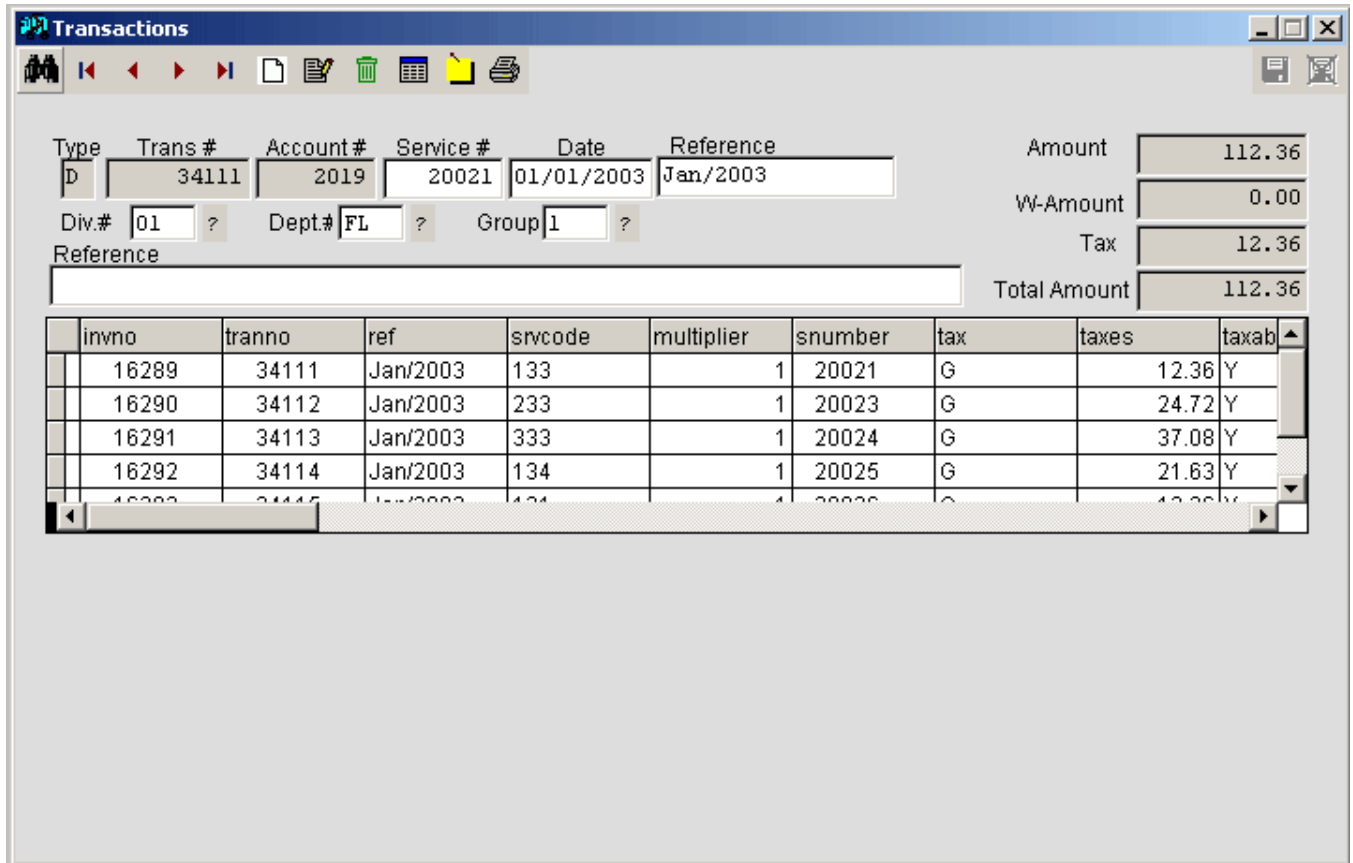 Transactions
Type Trans # Account # Service # Date Reference Amount 112.36
D 34111 2019 20021 01/01/2003 Jan/2003
W-Amount 0.00
Div.# 01 ? Dept.# FL ? Group 1 ?
Tax 12.36
Reference
Total Amount 112.36
invno tranno ref srvcode multiplier snumber tax taxes taxab
16289 34111 Jan/2003 133 1 20021 G 12.36 Y
16290 34112 Jan/2003 233 1 20023 G 24.72 Y
16291 34113 Jan/2003 333 1 20024 G 37.08 Y
16292 34114 Jan/2003 134 1 20025 G 21.63 Y